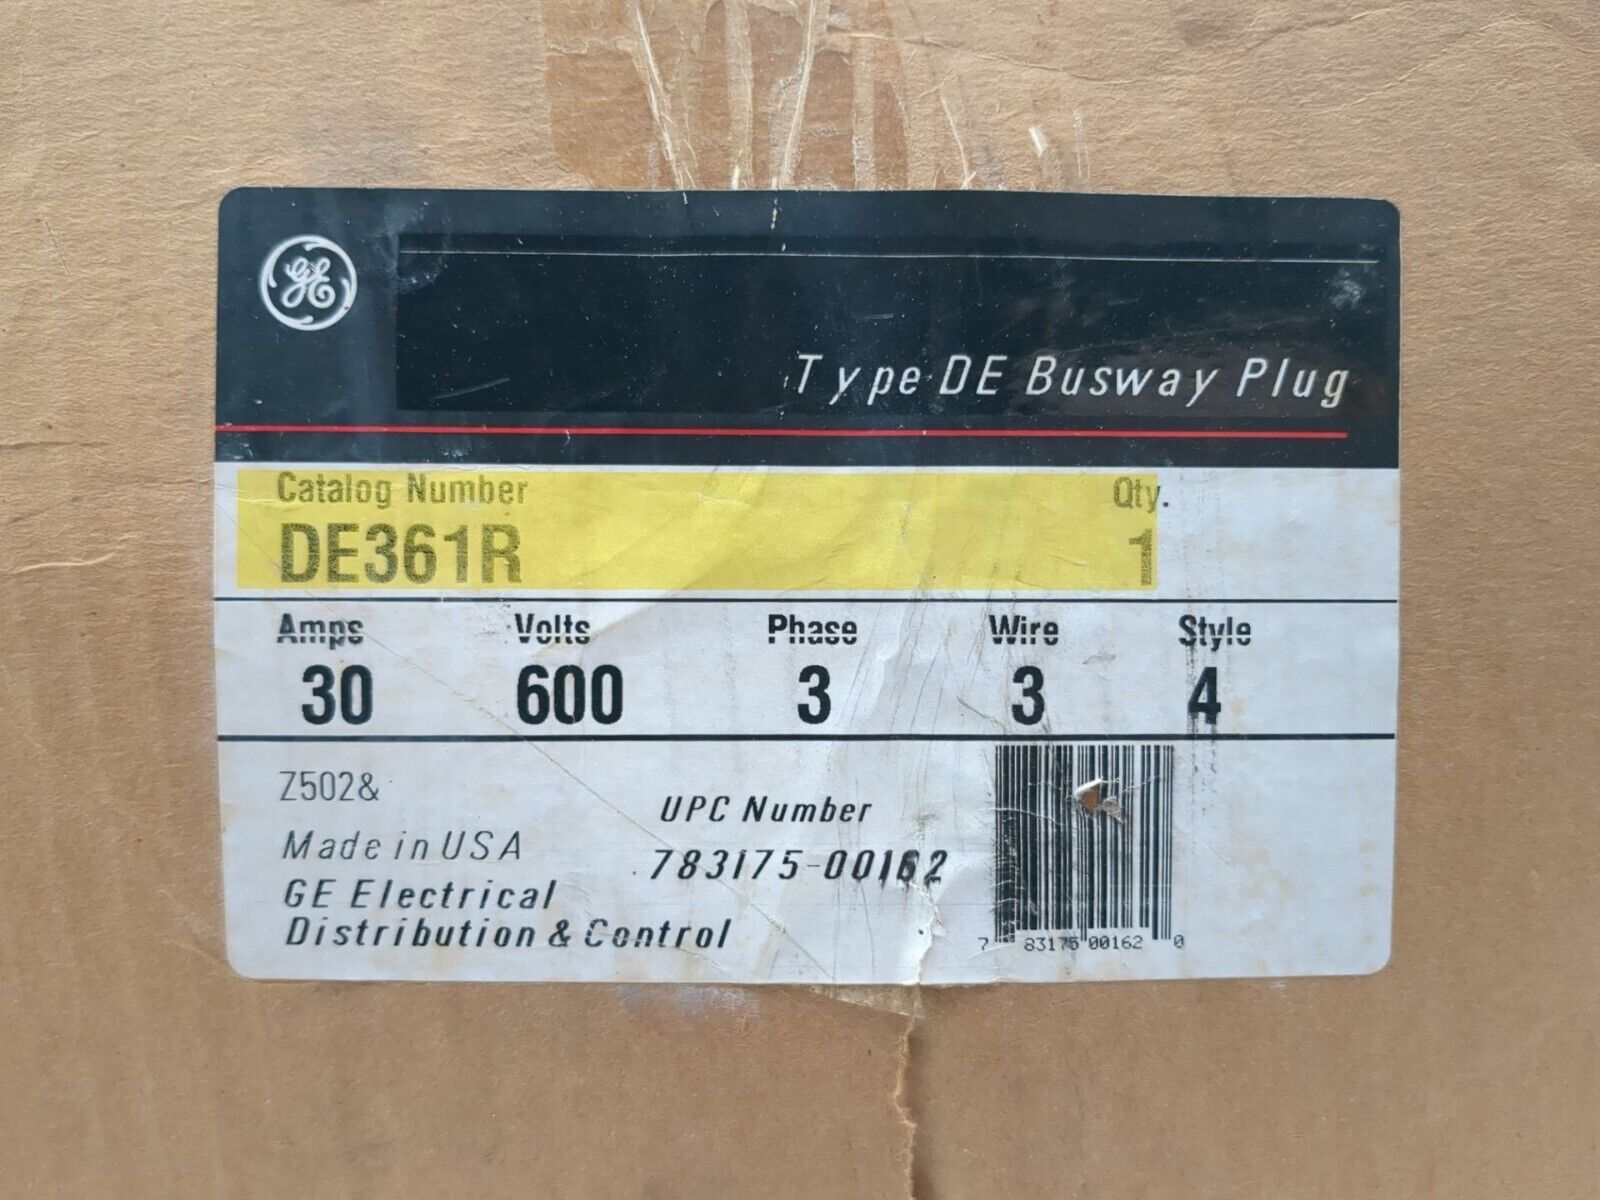 GE
Type DE Busway Plug
Catalog Number Qty.
DE361R 1
Amps Volts Phase Wire Style
30 600 3 3 4
Z502&
Made in USA
GE Electrical
Distribution & Control
UPC Number
783175-00162
7 83175 00162 0